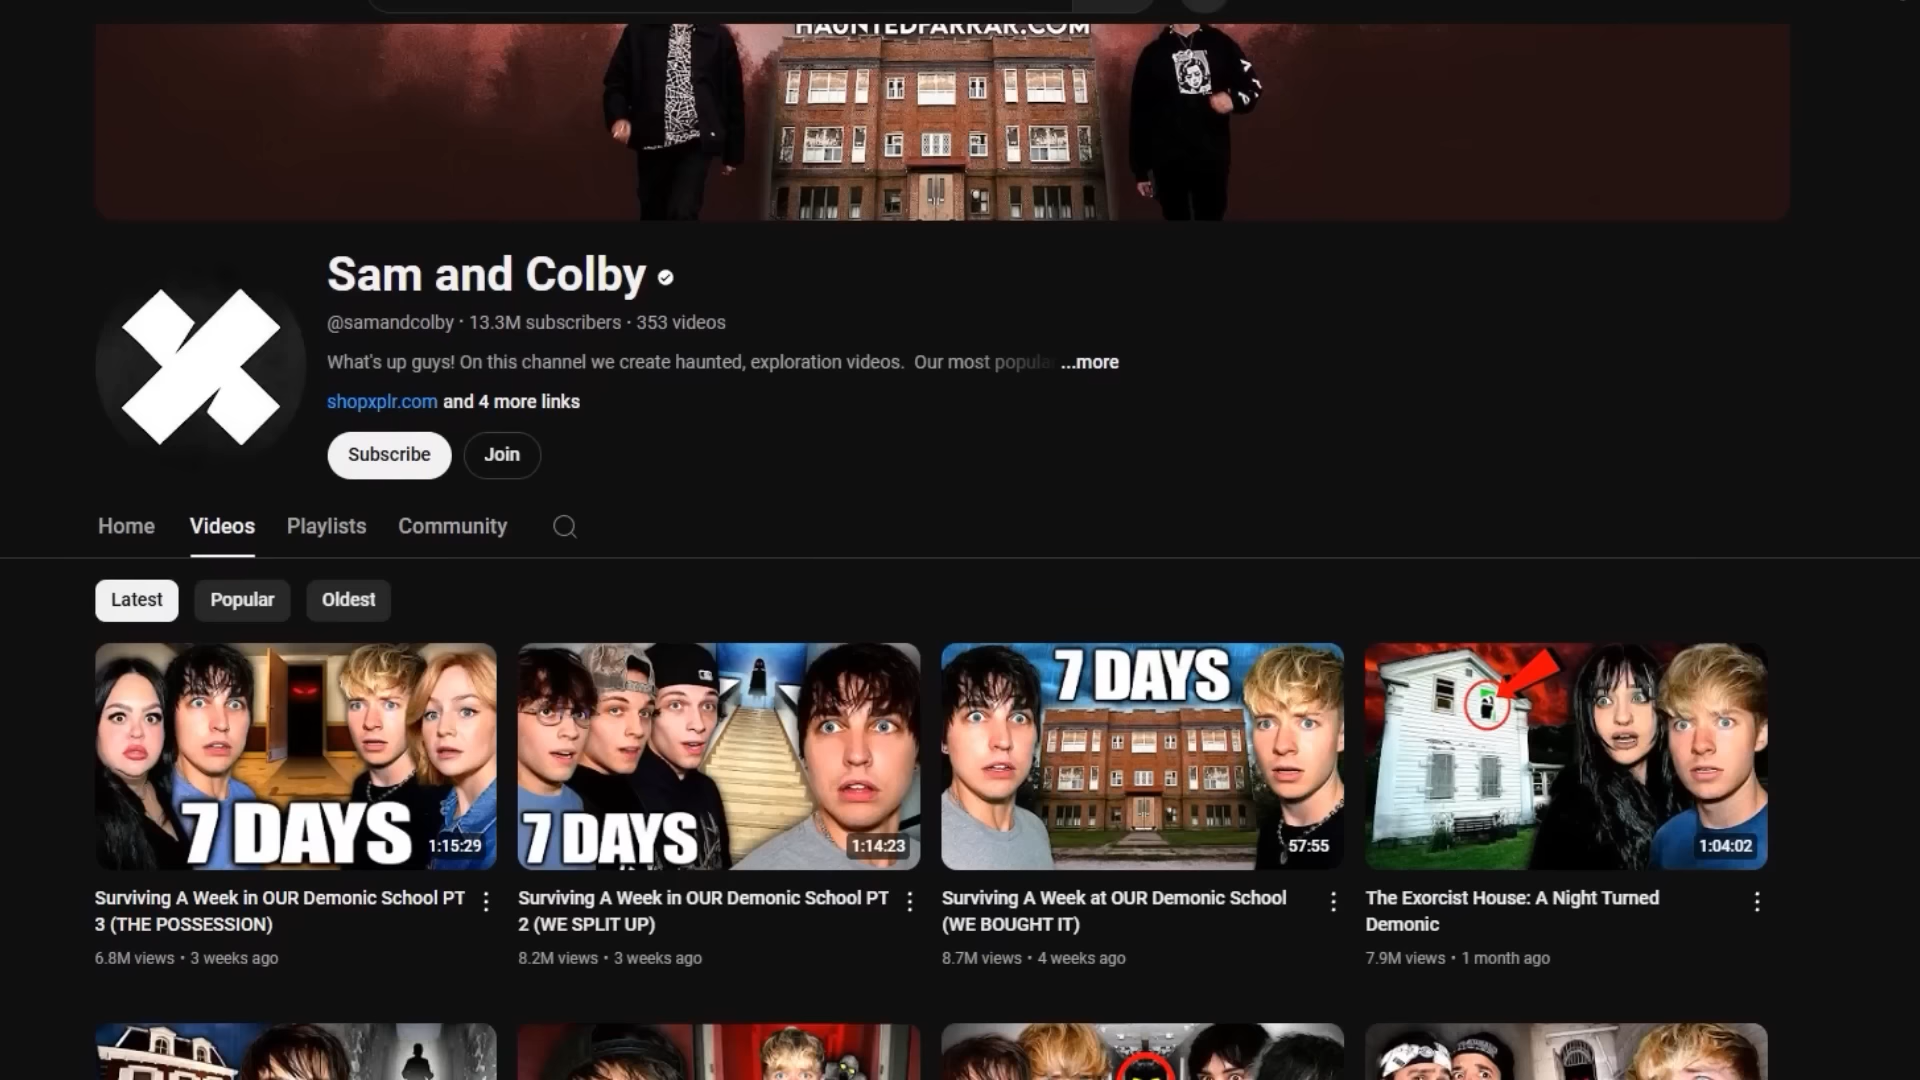 HAUNTEDFARRAR.COM
Sam and Colby
@samandcolby · 13.3M subscribers · 353 videos
What's up guys! On this channel we create haunted, exploration videos. Our most popula ...more
shopxplr.com and 4 more links
Subscribe
Join
Home
Videos
Playlists
Community
Latest
Popular
Oldest
7 DAYS
1:15:29
7 DAYS
1:14:23
7 DAYS
57:55
1:04:02
Surviving A Week in OUR Demonic School PT
3 (THE POSSESSION)
6.8M views · 3 weeks ago
Surviving A Week in OUR Demonic School PT
2 (WE SPLIT UP)
8.2M views · 3 weeks ago
Surviving A Week at OUR Demonic School
(WE BOUGHT IT)
8.7M views · 4 weeks ago
The Exorcist House: A Night Turned
Demonic
7.9M views · 1 month ago